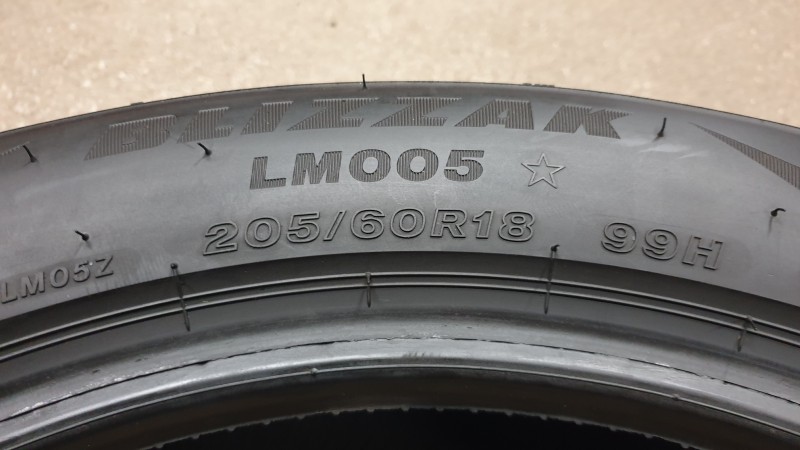 BLIZZAK
LM005 ☆
205/60R18 99H
LM05Z